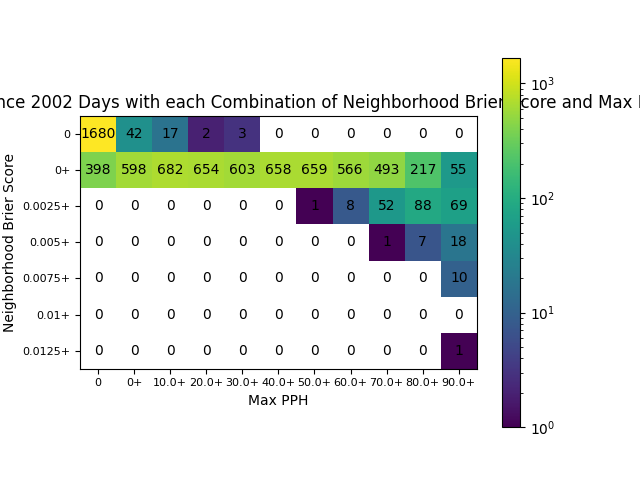 nce 2002 Days with each Combination of Neighborhood Brier Score and Max
Neighborhood Brier Score
0 1680 42 17 2 3 0 0 0 0 0 0
0+ 398 598 682 654 603 658 659 566 493 217 55
0.0025+ 0 0 0 0 0 0 1 8 52 88 69
0.005+ 0 0 0 0 0 0 0 0 1 7 18
0.0075+ 0 0 0 0 0 0 0 0 0 0 10
0.01+ 0 0 0 0 0 0 0 0 0 0 0
0.0125+ 0 0 0 0 0 0 0 0 0 0 1
0 0+ 10.0+ 20.0+ 30.0+ 40.0+ 50.0+ 60.0+ 70.0+ 80.0+ 90.0+
Max PPH
10³
10²
10¹
10⁰